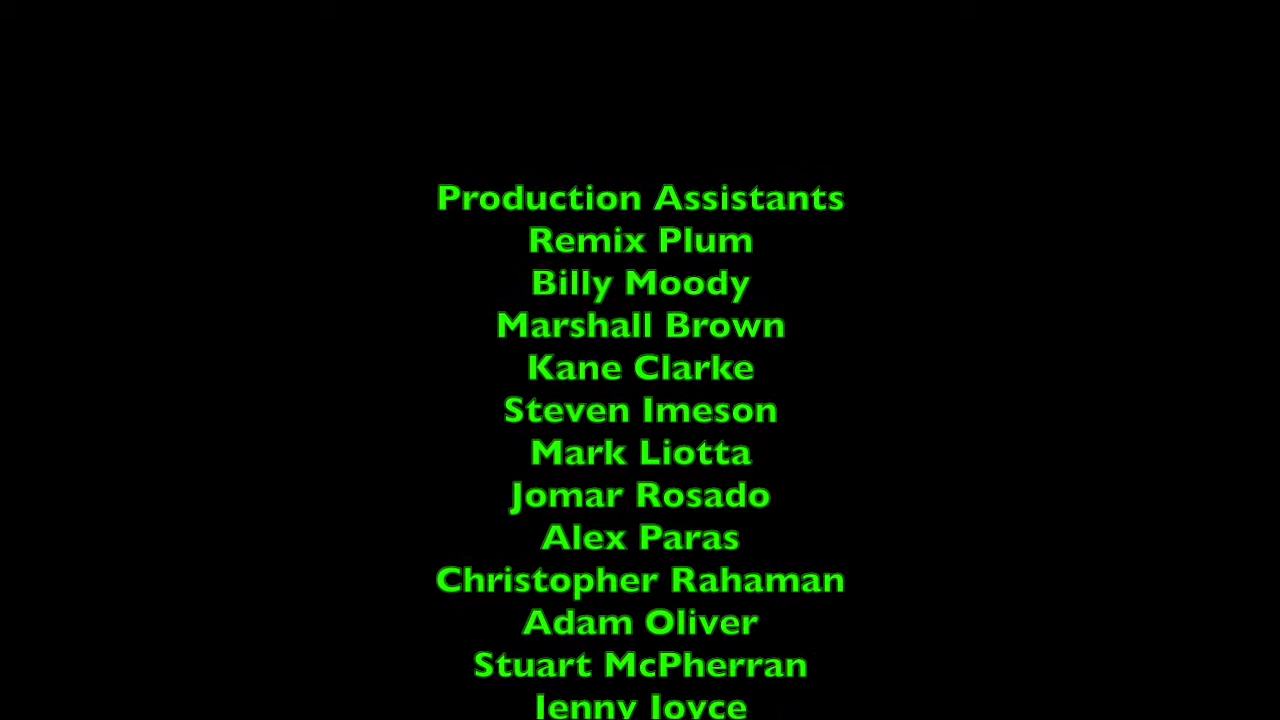 Production Assistants
Remix Plum
Billy Moody
Marshall Brown
Kane Clarke
Steven Imeson
Mark Liotta
Jomar Rosado
Alex Paras
Christopher Rahaman
Adam Oliver
Stuart McPherran
Jenny Joyce